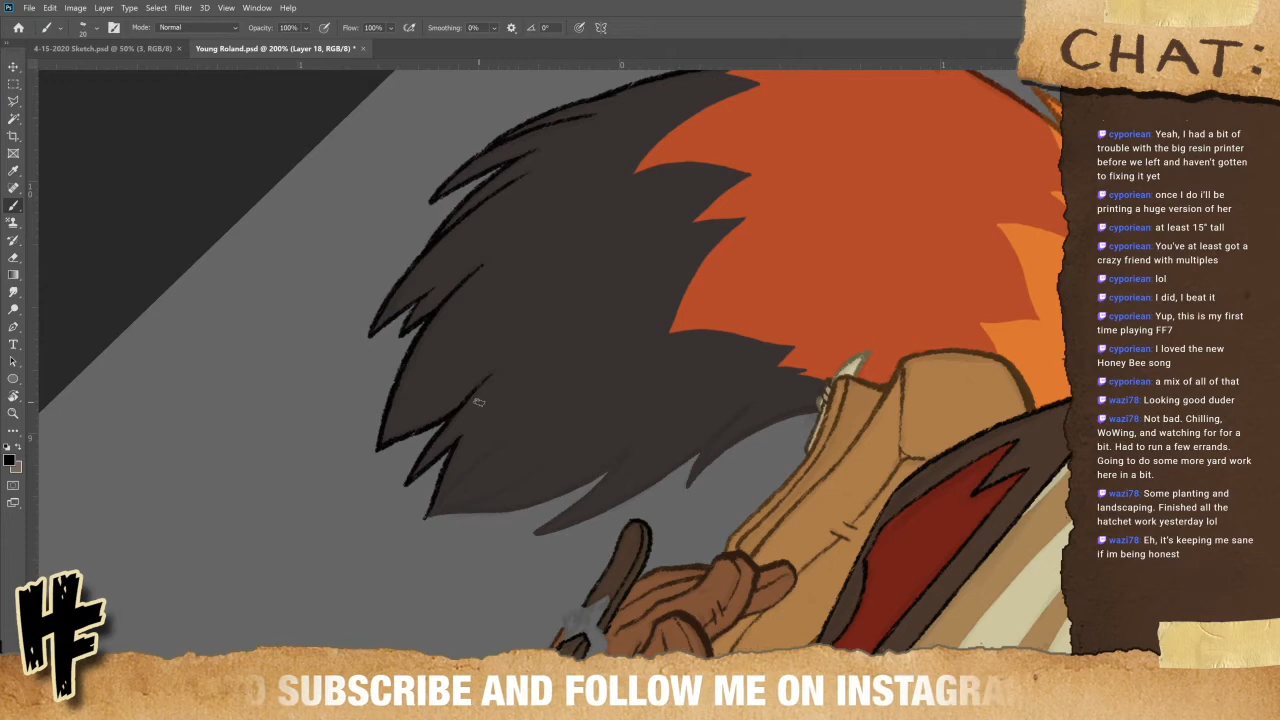 File Edit Image Layer Type Select Filter 3D View Window Help
20 Mode: Normal Opacity: 100% Flow: 100% Smoothing: 0% 0°
4-15-2020 Sketch.psd @ 50% (3, RGB/8) × Young Roland.psd @ 200% (Layer 18, RGB/8) * ×
1 0 1
1
0
9
CHAT:
cyporiean: Yeah, I had a bit of
trouble with the big resin printer
before we left and haven't gotten
to fixing it yet
cyporiean: once I do i'll be
printing a huge version of her
cyporiean: at least 15" tall
cyporiean: You've at least got a
crazy friend with multiples
cyporiean: lol
cyporiean: I did, I beat it
cyporiean: Yup, this is my first
time playing FF7
cyporiean: I loved the new
Honey Bee song
cyporiean: a mix of all of that
wazi78: Looking good duder
wazi78: Not bad. Chilling,
WoWing, and watching for for a
bit. Had to run a few errands.
Going to do some more yard work
here in a bit.
wazi78: Some planting and
landscaping. Finished all the
hatchet work yesterday lol
wazi78: Eh, it's keeping me sane
if im being honest
HF
O SUBSCRIBE AND FOLLOW ME ON INSTAGRA